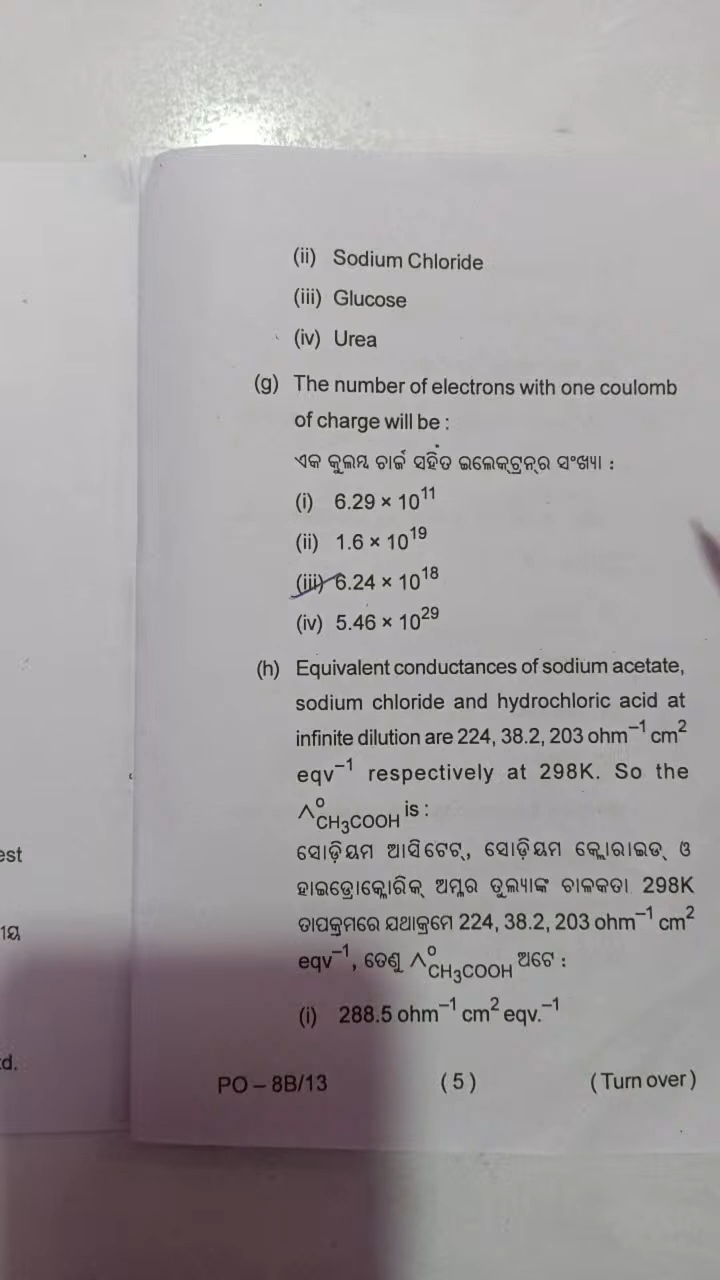 (ii) Sodium Chloride
(iii) Glucose
(iv) Urea
(g) The number of electrons with one coulomb
of charge will be :
ଏକ କୁଲମ୍ବ ଚାର୍ଜ ସହିତ ଇଲେକ୍‌ଟ୍ରନ୍‌ର ସଂଖ୍ୟା :
(i) 6.29 × 10¹¹
(ii) 1.6 × 10¹⁹
(iii) 6.24 × 10¹⁸
(iv) 5.46 × 10²⁹
(h) Equivalent conductances of sodium acetate,
sodium chloride and hydrochloric acid at
infinite dilution are 224, 38.2, 203 ohm⁻¹ cm²
eqv⁻¹ respectively at 298K. So the
∧°CH₃COOH is :
ସୋଡ଼ିୟମ ଆସିଟେଟ୍, ସୋଡ଼ିୟମ କ୍ଲୋରାଇଡ୍ ଓ
ହାଇଡ୍ରୋକ୍ଲୋରିକ୍ ଅମ୍ଳର ତୁଲ୍ୟାଙ୍କ ଚାଳକତା 298K
ତାପକ୍ରମରେ ଯଥାକ୍ରମେ 224, 38.2, 203 ohm⁻¹ cm²
eqv⁻¹, ତେଣୁ ∧°CH₃COOH ଅଟେ :
(i) 288.5 ohm⁻¹ cm² eqv.⁻¹
PO – 8B/13 (5) (Turn over)
est
td.